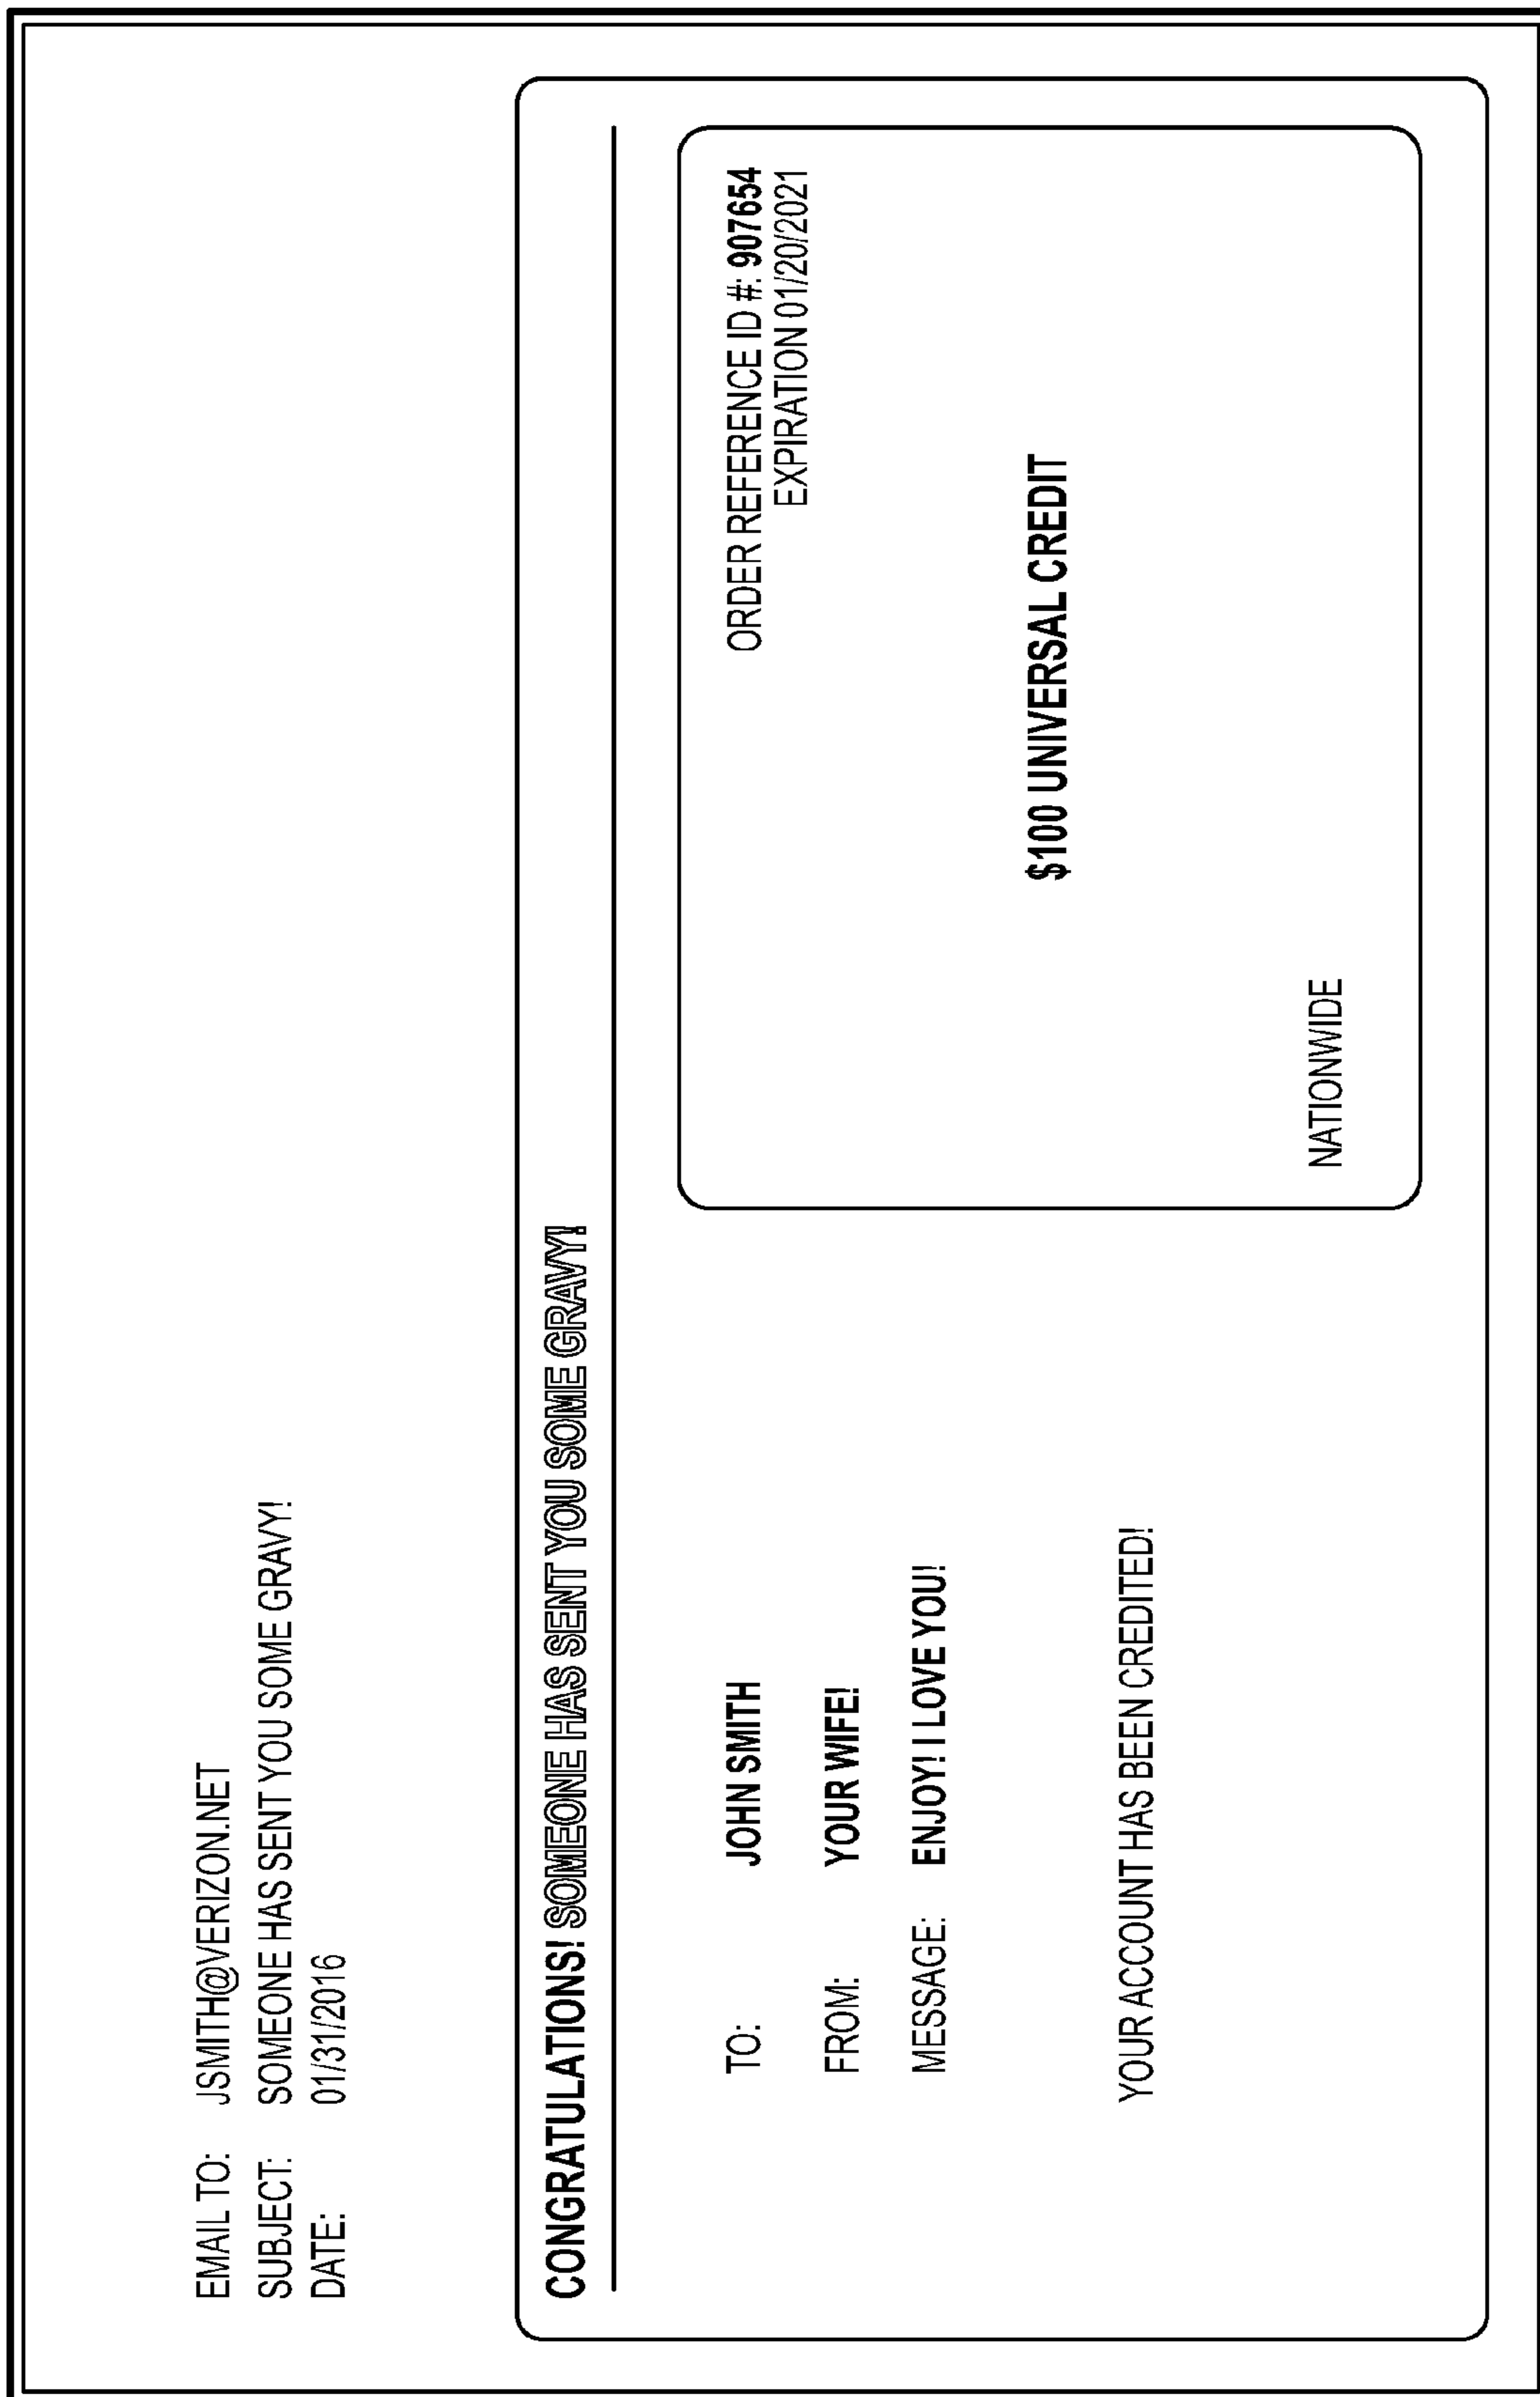 EMAIL TO: JSMITH@VERIZON.NET
SUBJECT: SOMEONE HAS SENT YOU SOME GRAVY!
DATE: 01/31/2016
CONGRATULATIONS! SOMEONE HAS SENT YOU SOME GRAVY!
TO: JOHN SMITH
FROM: YOUR WIFE!
MESSAGE: ENJOY! I LOVE YOU!
YOUR ACCOUNT HAS BEEN CREDITED!
ORDER REFERENCE ID #: 907654
EXPIRATION 01/20/2021
$100 UNIVERSAL CREDIT
NATIONWIDE